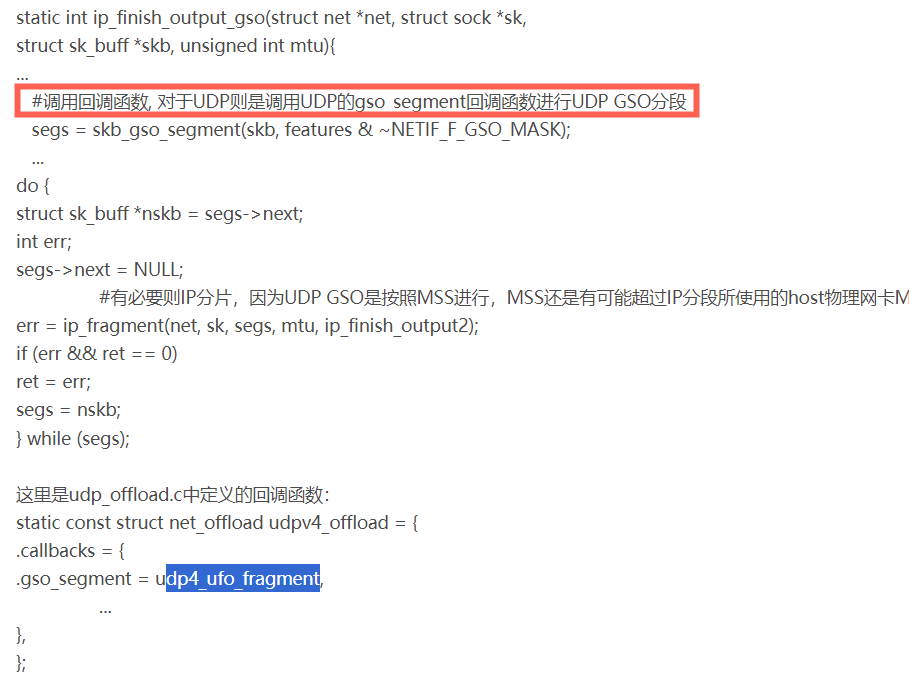 static int ip_finish_output_gso(struct net *net, struct sock *sk,
struct sk_buff *skb, unsigned int mtu){
...
#调用回调函数, 对于UDP则是调用UDP的gso_segment回调函数进行UDP GSO分段
segs = skb_gso_segment(skb, features & ~NETIF_F_GSO_MASK);
...
do {
struct sk_buff *nskb = segs->next;
int err;
segs->next = NULL;
#有必要则IP分片，因为UDP GSO是按照MSS进行，MSS还是有可能超过IP分段所使用的host物理网卡M
err = ip_fragment(net, sk, segs, mtu, ip_finish_output2);
if (err && ret == 0)
ret = err;
segs = nskb;
} while (segs);
这里是udp_offload.c中定义的回调函数：
static const struct net_offload udpv4_offload = {
.callbacks = {
.gso_segment = udp4_ufo_fragment,
...
},
};